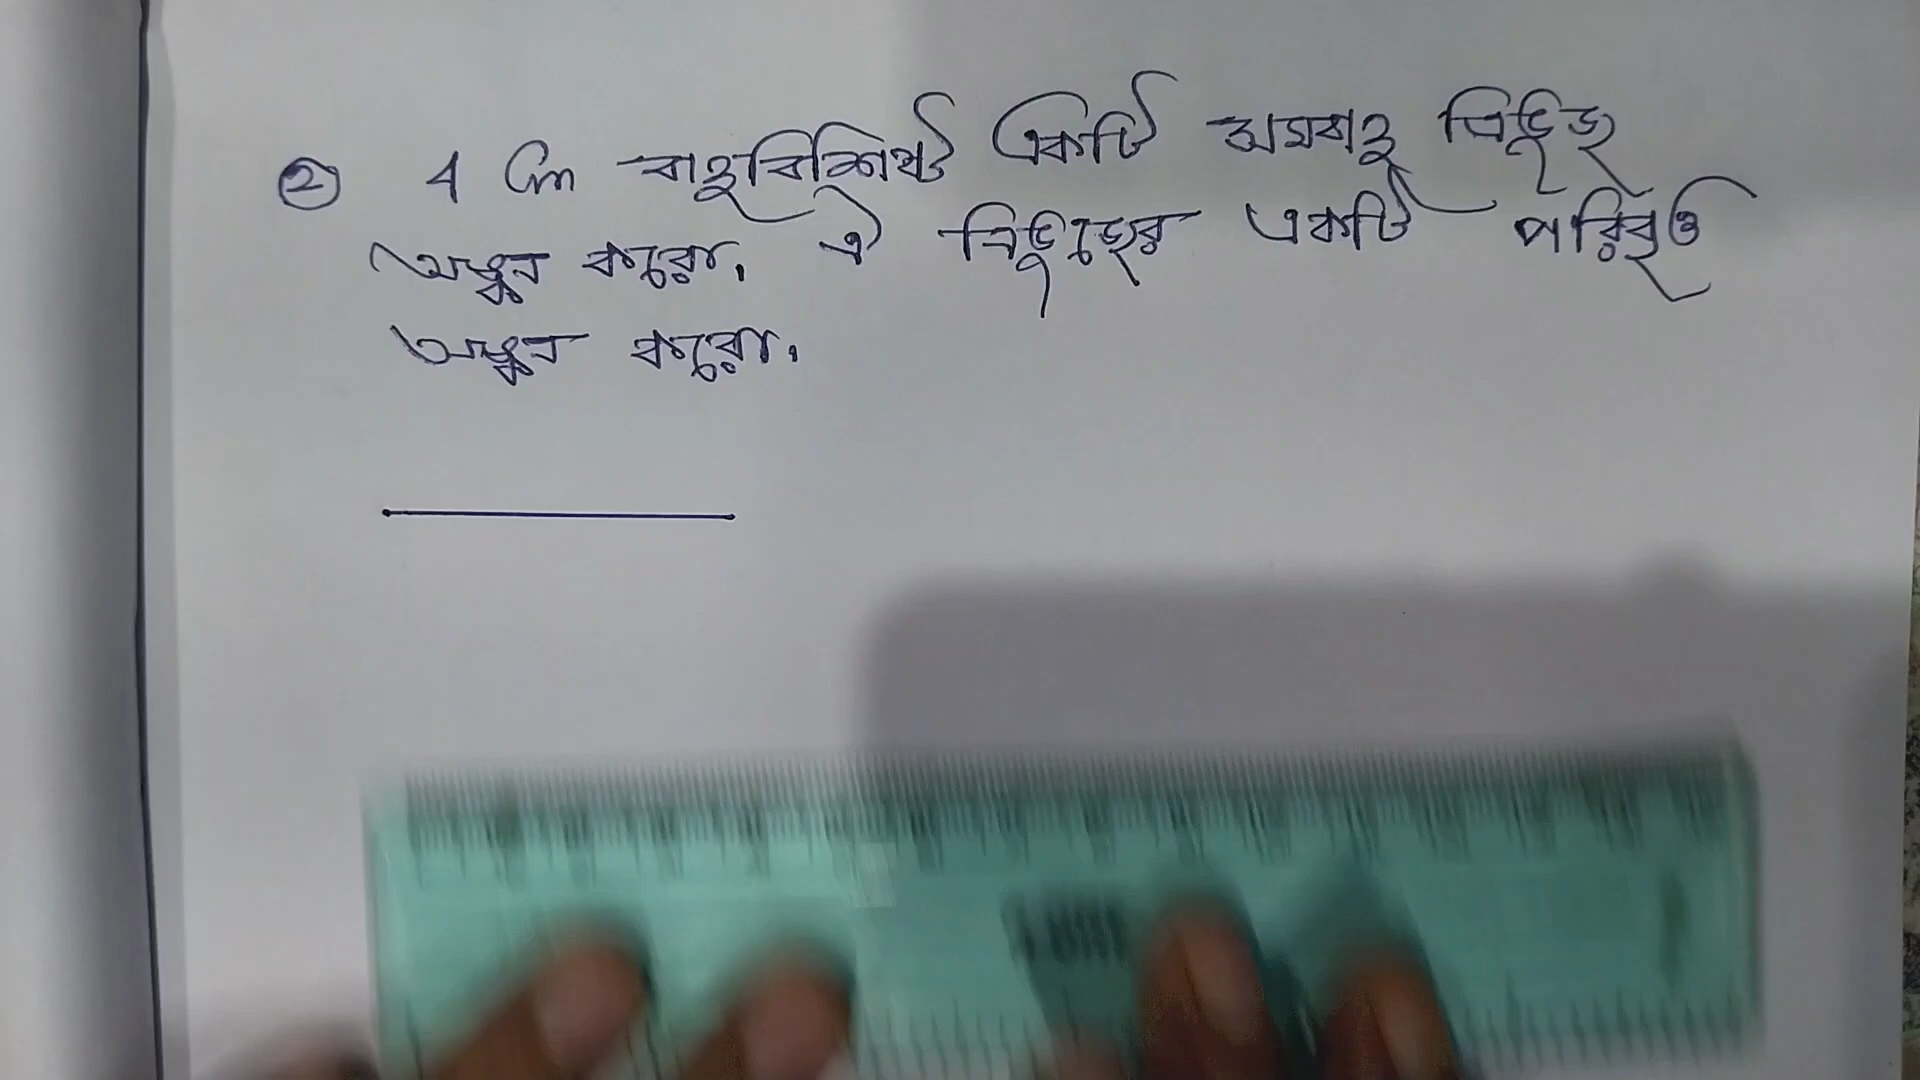 ② 4 Cm বাহুবিশিষ্ট একটি সমবাহু ত্রিভুজ
অঙ্কন করো। ঐ ত্রিভুজের একটি পরিবৃত্ত
অঙ্কন করো।